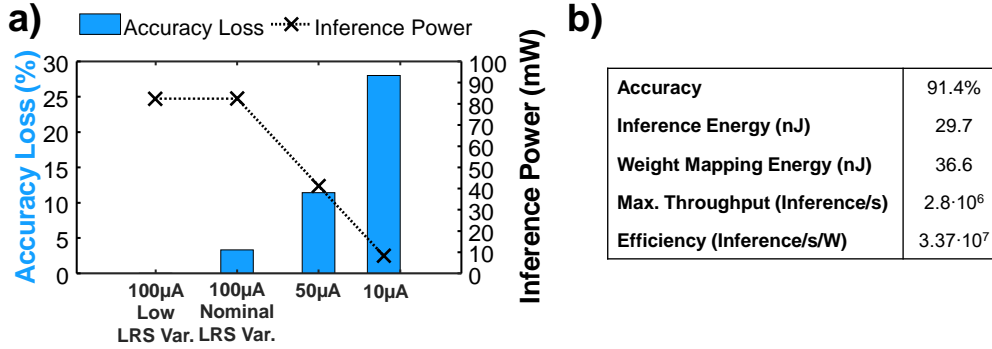 a)
Accuracy Loss
Inference Power
b)
Accuracy Loss (%)
30
25
20
15
10
5
0
100
90
80
70
60
50
40
30
20
10
0
Inference Power (mW)
100µA
Low
LRS Var.
100µA
Nominal
LRS Var.
50µA
10µA
Accuracy 91.4%
Inference Energy (nJ) 29.7
Weight Mapping Energy (nJ) 36.6
Max. Throughput (Inference/s) 2.8·10⁶
Efficiency (Inference/s/W) 3.37·10⁷